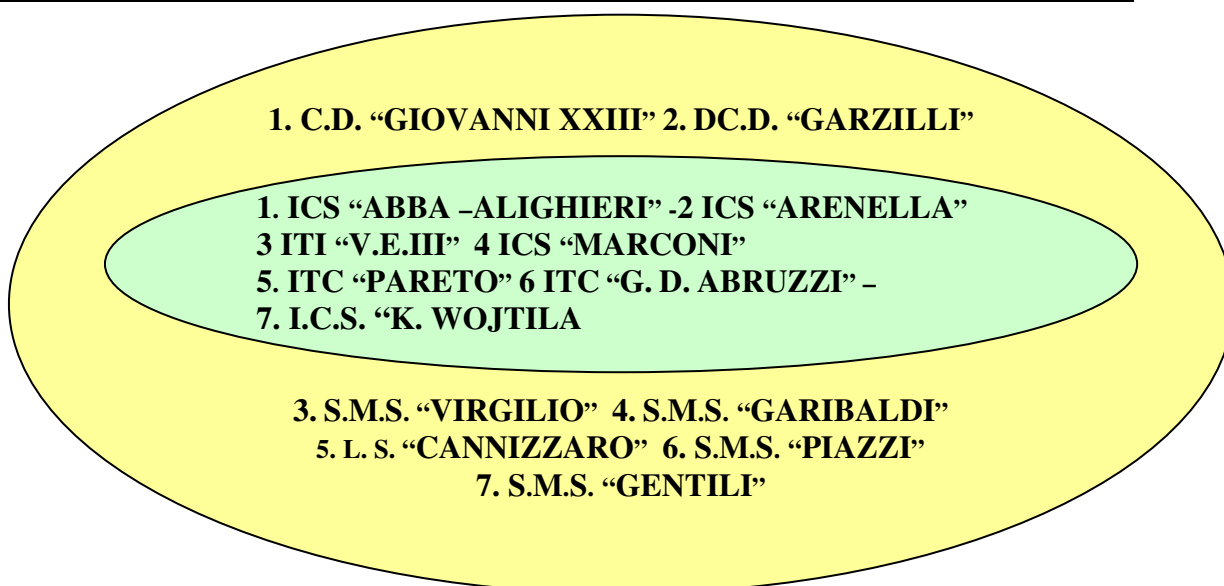 1. C.D. “GIOVANNI XXIII” 2. DC.D. “GARZILLI”
1. ICS “ABBA –ALIGHIERI” -2 ICS “ARENELLA”
3 ITI “V.E.III” 4 ICS “MARCONI”
5. ITC “PARETO” 6 ITC “G. D. ABRUZZI” –
7. I.C.S. “K. WOJTILA
3. S.M.S. “VIRGILIO” 4. S.M.S. “GARIBALDI”
5. L. S. “CANNIZZARO” 6. S.M.S. “PIAZZI”
7. S.M.S. “GENTILI”